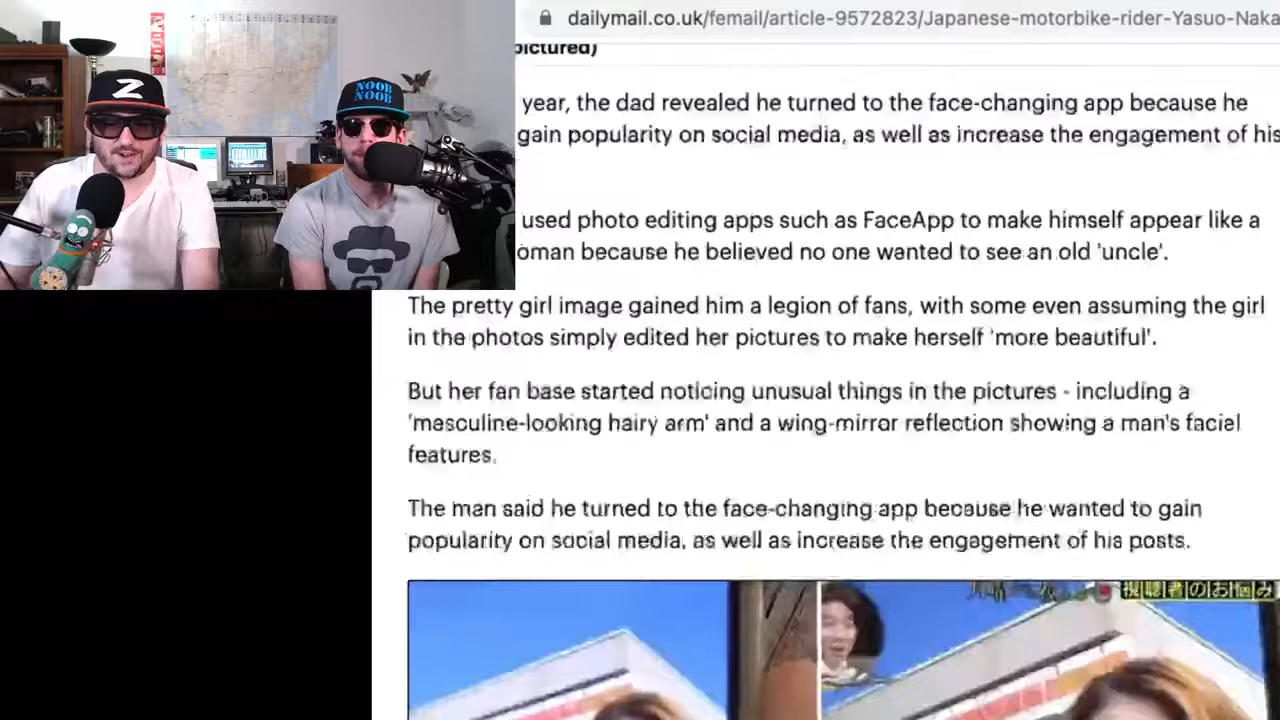 dailymail.co.uk/femail/article-9572823/Japanese-motorbike-rider-Yasuo-Naka
pictured)
Z
NOOB
NOOB
year, the dad revealed he turned to the face-changing app because he
gain popularity on social media, as well as increase the engagement of his
used photo editing apps such as FaceApp to make himself appear like a
oman because he believed no one wanted to see an old 'uncle'.
The pretty girl image gained him a legion of fans, with some even assuming the girl
in the photos simply edited her pictures to make herself 'more beautiful'.
But her fan base started noticing unusual things in the pictures - including a
'masculine-looking hairy arm' and a wing-mirror reflection showing a man's facial
features.
The man said he turned to the face-changing app because he wanted to gain
popularity on social media, as well as increase the engagement of his posts.
視聴者のお悩み